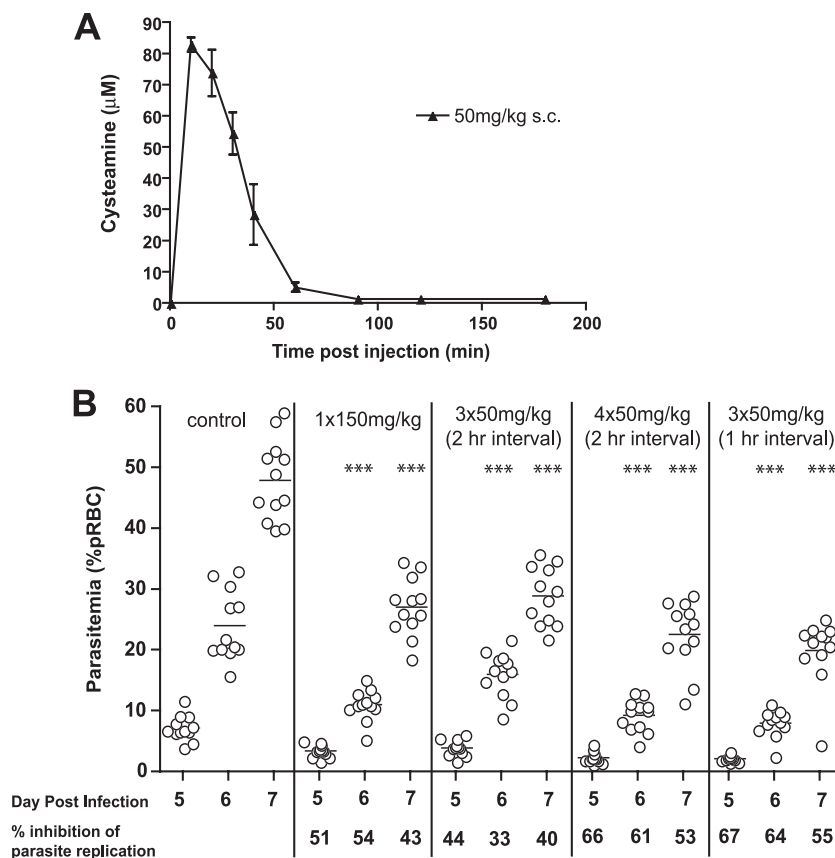 A
90
80
70
60
50
40
30
20
10
0
Cysteamine (μM)
50mg/kg s.c.
0 50 100 150 200
Time post injection (min)
B
60
50
40
30
20
10
0
Parasitemia (%pRBC)
control 1x150mg/kg 3x50mg/kg 4x50mg/kg 3x50mg/kg
(2 hr interval) (2 hr interval) (1 hr interval)
*** *** *** *** *** *** *** ***
Day Post Infection 5 6 7 5 6 7 5 6 7 5 6 7 5 6 7
% inhibition of
parasite replication 51 54 43 44 33 40 66 61 53 67 64 55